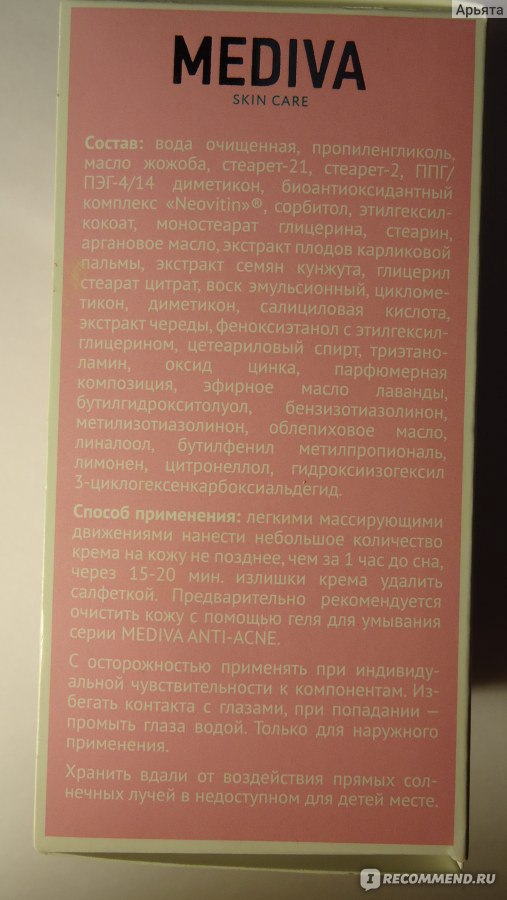 Арьята
MEDIVA
SKIN CARE
Состав: вода очищенная, пропиленгликоль,
масло жожоба, стеарет-21, стеарет-2, ППГ/
ПЭГ-4/14 диметикон, биоантиоксидантный
комплекс «Neovitin»®, сорбитол, этилгексил-
кокоат, моностеарат глицерина, стеарин,
аргановое масло, экстракт плодов карликовой
пальмы, экстракт семян кунжута, глицерил
стеарат цитрат, воск эмульсионный, цикломе-
тикон, диметикон, салициловая кислота,
экстракт череды, феноксиэтанол с этилгексил-
глицерином, цетеариловый спирт, триэтано-
ламин, оксид цинка, парфюмерная
композиция, эфирное масло лаванды,
бутилгидрокситолуол, бензизотиазолинон,
метилизотиазолинон, облепиховое масло,
линалоол, бутилфенил метилпропиональ,
лимонен, цитронеллол, гидроксиизогексил
3-циклогексенкарбоксиальдегид.
Способ применения: легкими массирующими
движениями нанести небольшое количество
крема на кожу не позднее, чем за 1 час до сна,
через 15-20 мин. излишки крема удалить
салфеткой. Предварительно рекомендуется
очистить кожу с помощью геля для умывания
серии MEDIVA ANTI-ACNE.
С осторожностью применять при индивиду-
альной чувствительности к компонентам. Из-
бегать контакта с глазами, при попадании –
промыть глаза водой. Только для наружного
применения.
Хранить вдали от воздействия прямых сол-
нечных лучей в недоступном для детей месте.
IRECOMMEND.RU